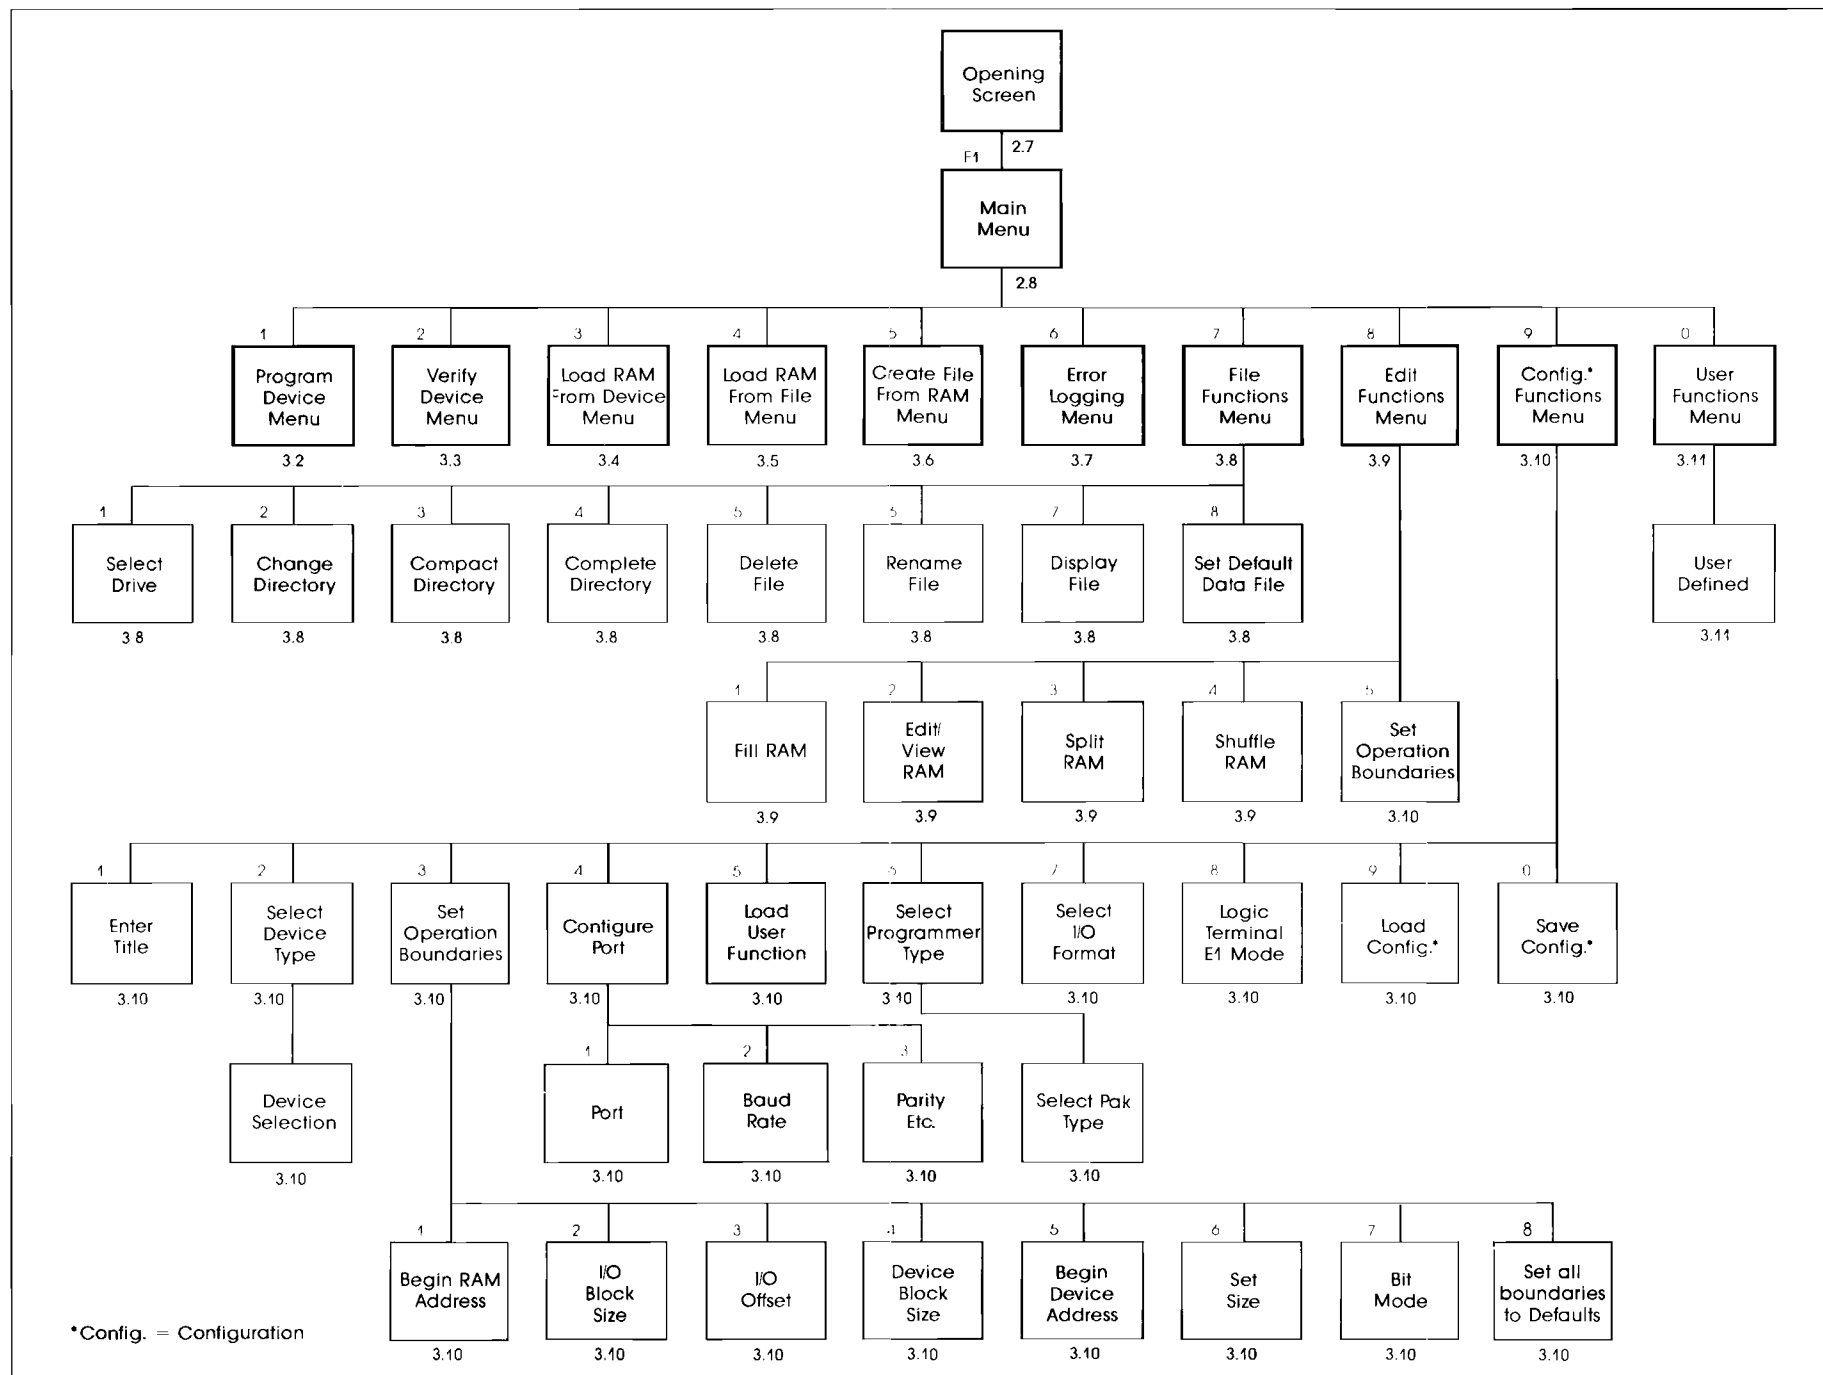 Opening
Screen
2.7
F1
Main
Menu
2.8
1 2 3 4 5 6 7 8 9 0
Program
Device
Menu
Verify
Device
Menu
Load RAM
From Device
Menu
Load RAM
From File
Menu
Create File
From RAM
Menu
Error
Logging
Menu
File
Functions
Menu
Edit
Functions
Menu
Config.*
Functions
Menu
User
Functions
Menu
3.2 3.3 3.4 3.5 3.6 3.7 3.8 3.9 3.10 3.11
1 2 3 4 5 5 7 8
Select
Drive
Change
Directory
Compact
Directory
Complete
Directory
Delete
File
Rename
File
Display
File
Set Default
Data File
User
Defined
3.8 3.8 3.8 3.8 3.8 3.8 3.8 3.8 3.11
1 2 3 4 5
Fill RAM
Edit/
View
RAM
Split
RAM
Shuffle
RAM
Set
Operation
Boundaries
3.9 3.9 3.9 3.9 3.10
1 2 3 4 5 6 7 8 9 0
Enter
Title
Select
Device
Type
Set
Operation
Boundaries
Configure
Port
Load
User
Function
Select
Programmer
Type
Select
I/O
Format
Logic
Terminal
E1 Mode
Load
Config.*
Save
Config.*
3.10 3.10 3.10 3.10 3.10 3.10 3.10 3.10 3.10 3.10
1 2 3
Device
Selection
Port
Baud
Rate
Parity
Etc.
Select Pak
Type
3.10 3.10 3.10 3.10 3.10
1 2 3 4 5 6 7 8
Begin RAM
Address
I/O
Block
Size
I/O
Offset
Device
Block
Size
Begin
Device
Address
Set
Size
Bit
Mode
Set all
boundaries
to Defaults
*Config. = Configuration
3.10 3.10 3.10 3.10 3.10 3.10 3.10 3.10